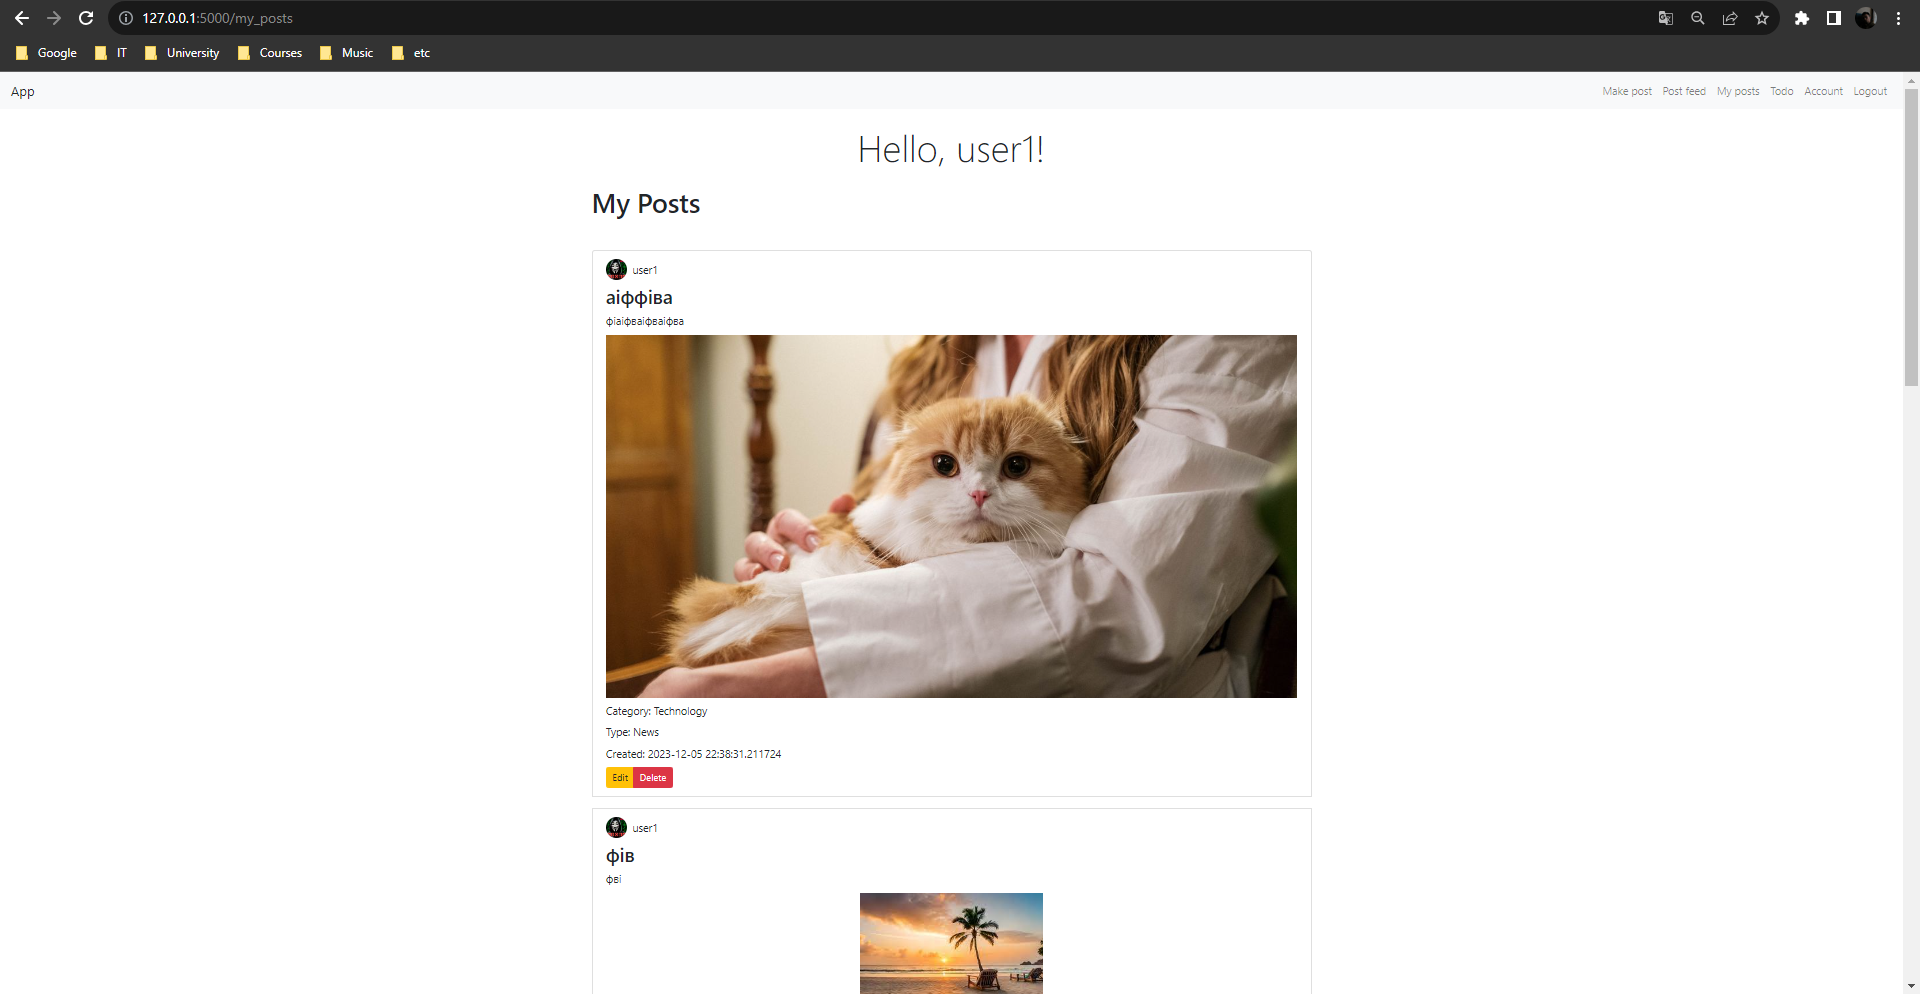 127.0.0.1:5000/my_posts
Google IT University Courses Music etc
App Make post Post feed My posts Todo Account Logout
Hello, user1!
My Posts
user1
аіффіва
фіаіфваіфваіфва
Category: Technology
Type: News
Created: 2023-12-05 22:38:31.211724
Edit Delete
user1
фів
фві